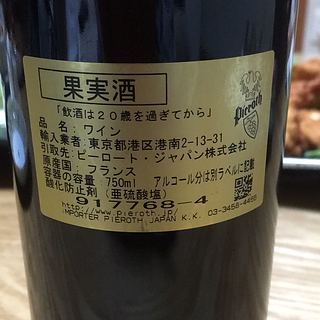 果実酒
Pieroth
「飲酒は20歳を過ぎてから」
品名：ワイン
輸入業者：東京都港区港南2-13-31
引取先：ピーロート・ジャパン株式会社
原産国：フランス
容器の容量：750ml アルコール分は別ラベルに記載
酸化防止剤（亜硫酸塩）
917768-4
http://www.pieroth.jp/
IMPORTER PIEROTH JAPAN K.K. 03-3458-4455